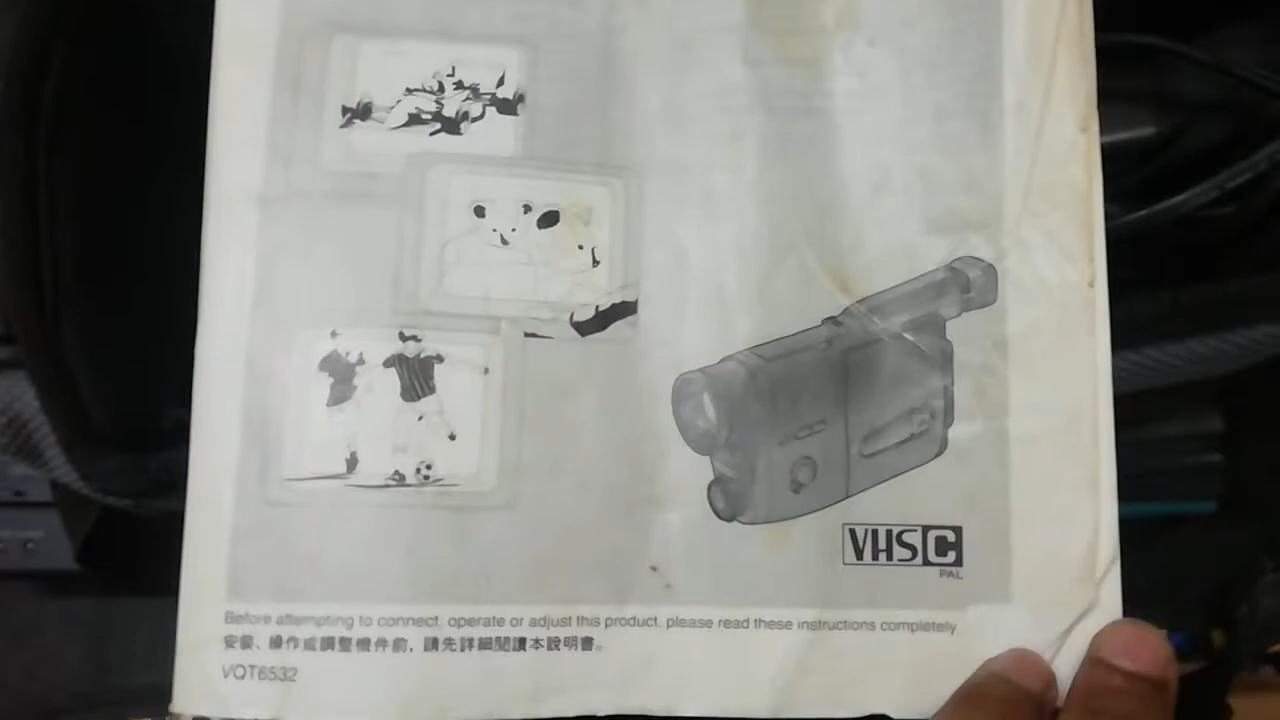 VHS C
PAL
Before attempting to connect, operate or adjust this product, please read these instructions completely
安裝、操作或調整機件前，請先詳細閱讀本說明書。
VQT6532